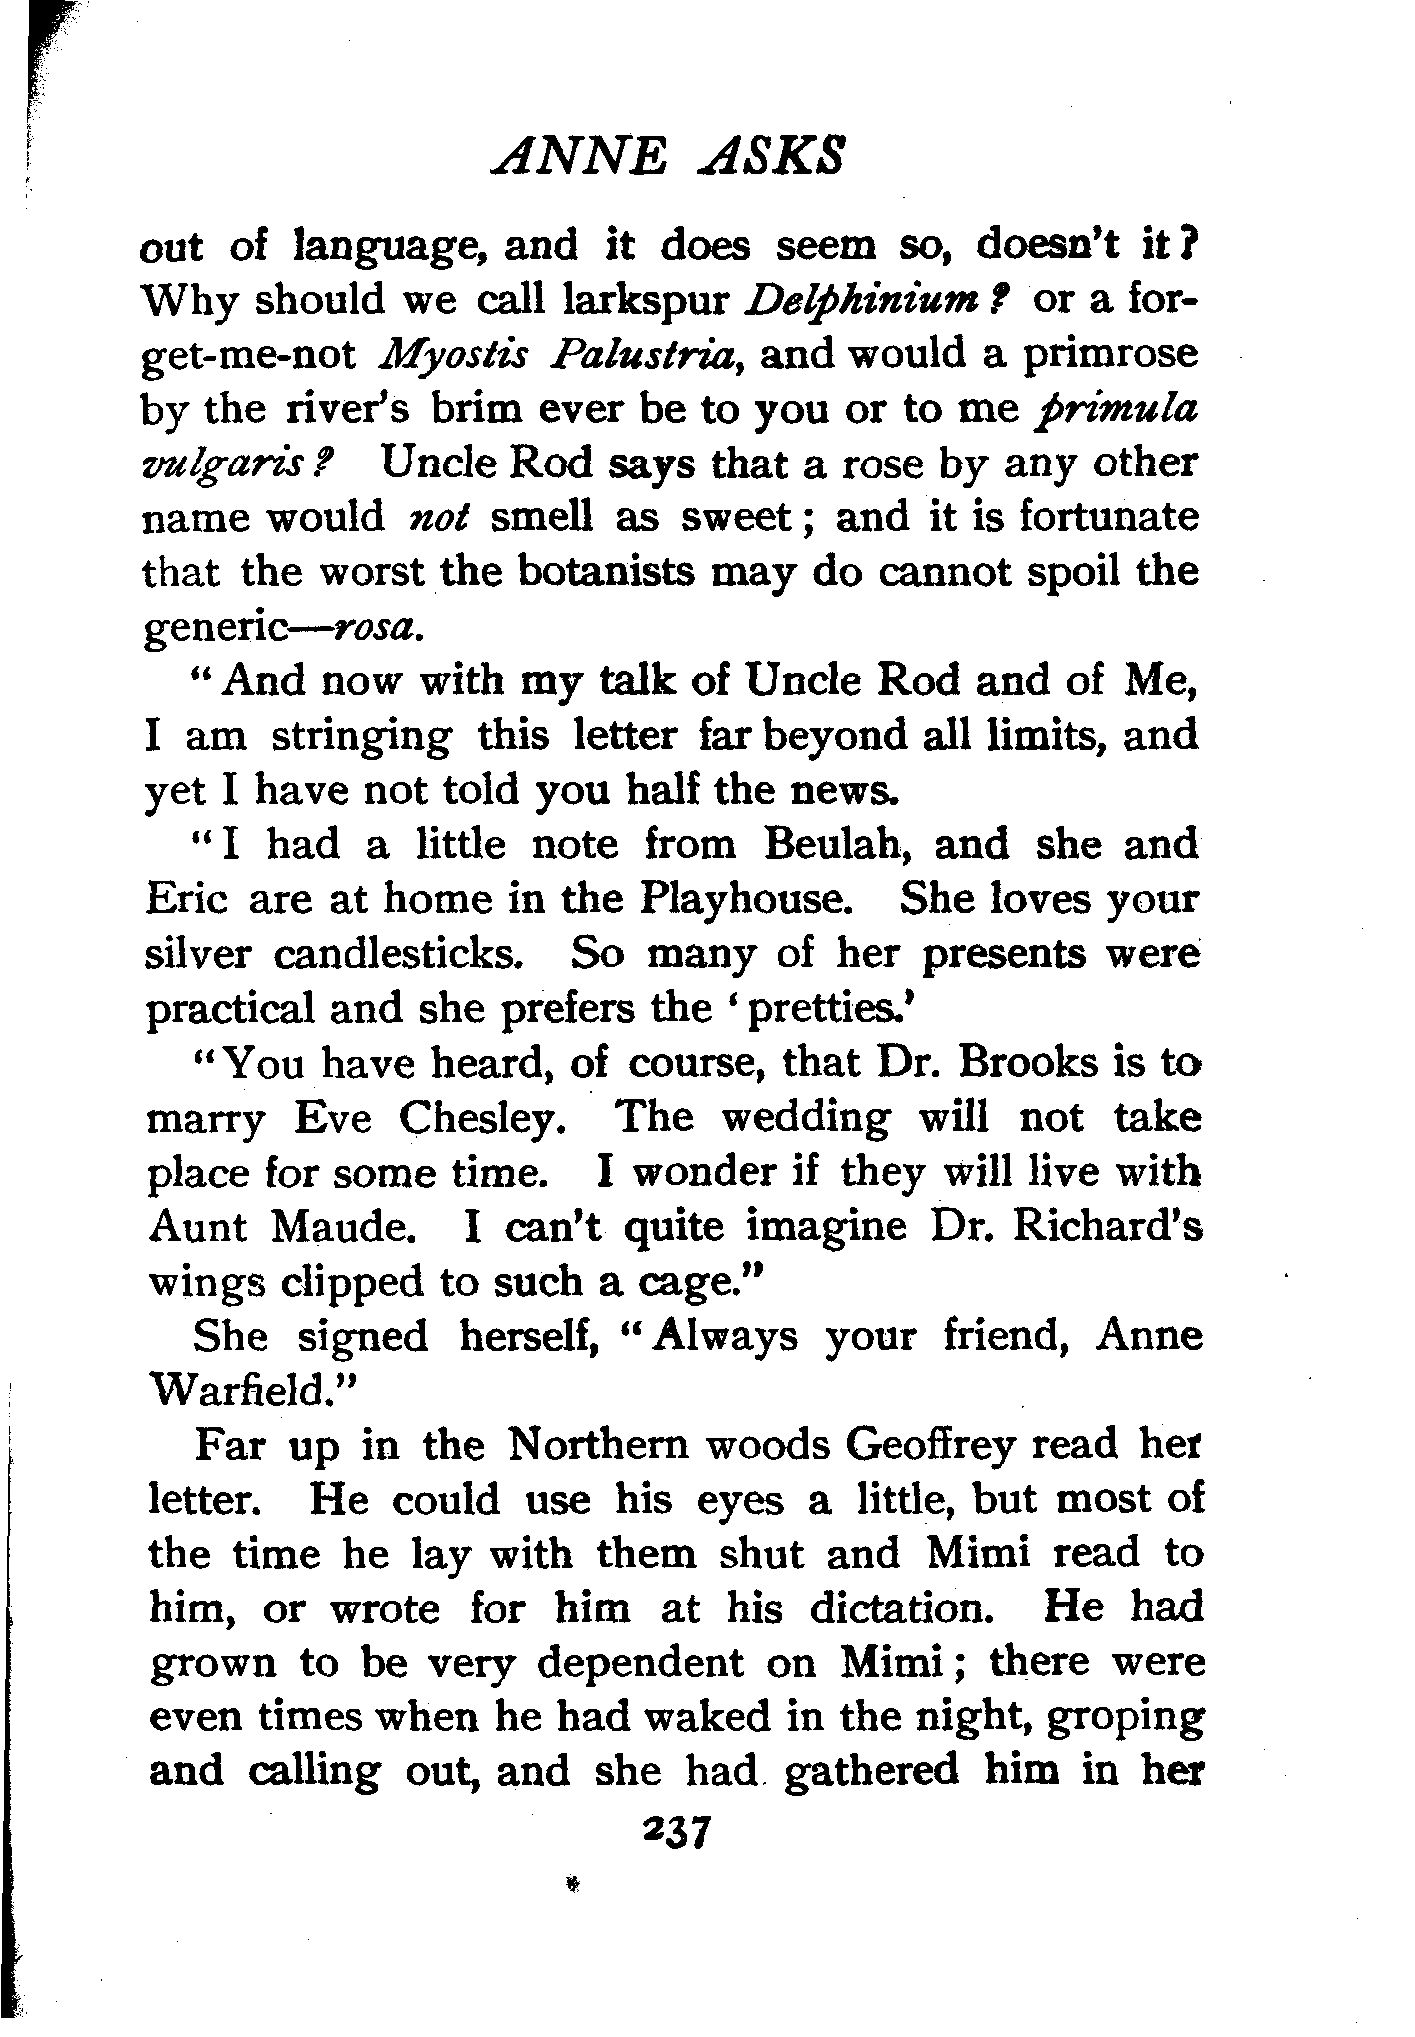 ANNE ASKS
out of language, and it does seem so, doesn't it?
Why should we call larkspur Delphinium? or a for-
get-me-not Myostis Palustria, and would a primrose
by the river's brim ever be to you or to me primula
vulgaris? Uncle Rod says that a rose by any other
name would not smell as sweet; and it is fortunate
that the worst the botanists may do cannot spoil the
generic—rosa.
"And now with my talk of Uncle Rod and of Me,
I am stringing this letter far beyond all limits, and
yet I have not told you half the news.
"I had a little note from Beulah, and she and
Eric are at home in the Playhouse. She loves your
silver candlesticks. So many of her presents were
practical and she prefers the 'pretties.'
"You have heard, of course, that Dr. Brooks is to
marry Eve Chesley. The wedding will not take
place for some time. I wonder if they will live with
Aunt Maude. I can't quite imagine Dr. Richard's
wings clipped to such a cage."
She signed herself, "Always your friend, Anne
Warfield."
Far up in the Northern woods Geoffrey read her
letter. He could use his eyes a little, but most of
the time he lay with them shut and Mimi read to
him, or wrote for him at his dictation. He had
grown to be very dependent on Mimi; there were
even times when he had waked in the night, groping
and calling out, and she had gathered him in her
237